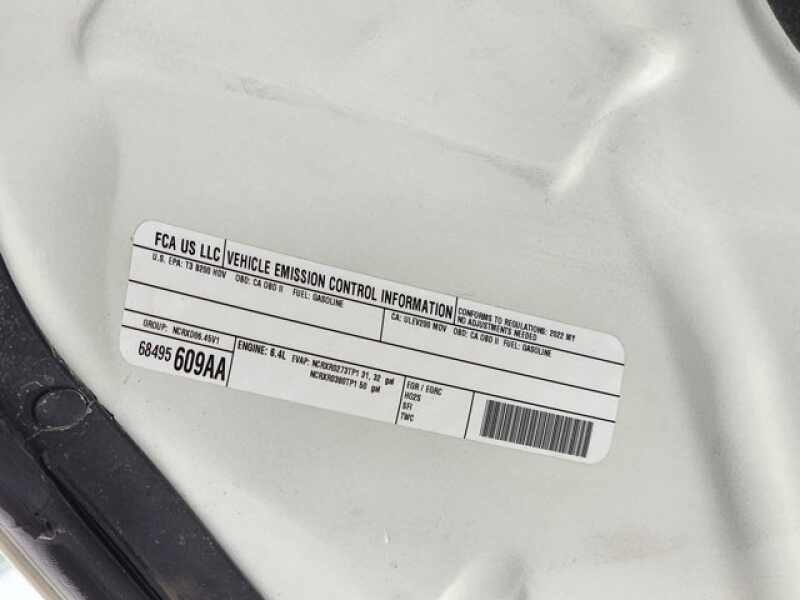 FCA US LLC
VEHICLE EMISSION CONTROL INFORMATION
CONFORMS TO REGULATIONS: 2022 MY
NO ADJUSTMENTS NEEDED
U.S. EPA: T3 B250 HDV OBD: CA OBD II FUEL: GASOLINE
CA: ULEV200 MDV OBD: CA OBD II FUEL: GASOLINE
GROUP: NCRXD06.45V1
68495 609AA
ENGINE: 6.4L EVAP: NCRXR0273TP1 31, 32 gal
NCRXR0360TP1 50 gal
EGR / EGRC
HO2S
SFI
TWC